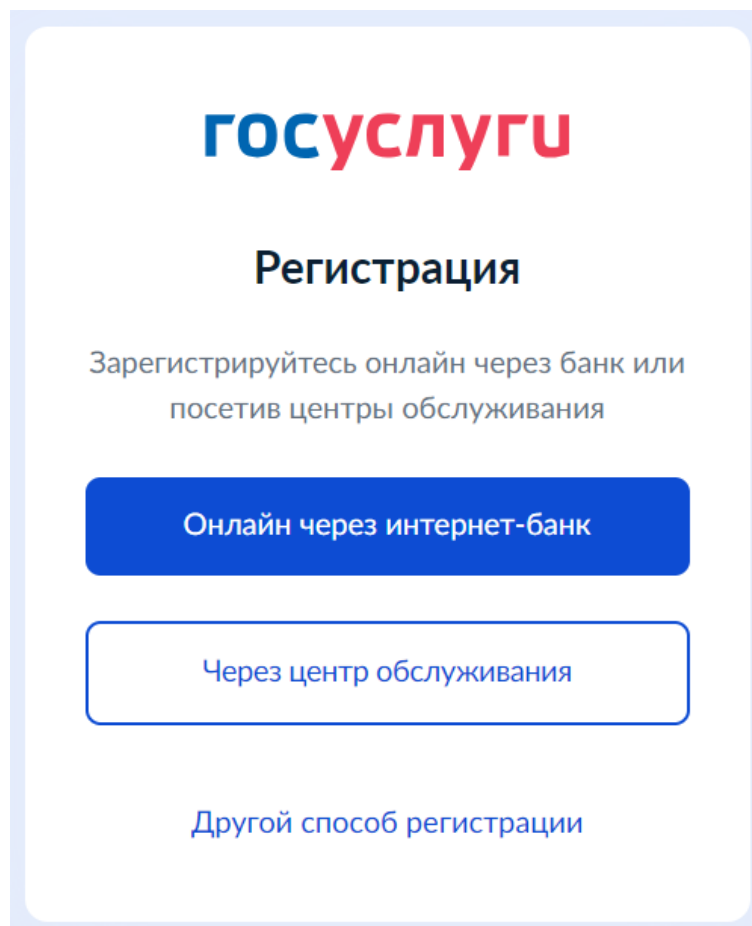 госуслуги
Регистрация
Зарегистрируйтесь онлайн через банк или
посетив центры обслуживания
Онлайн через интернет-банк
Через центр обслуживания
Другой способ регистрации